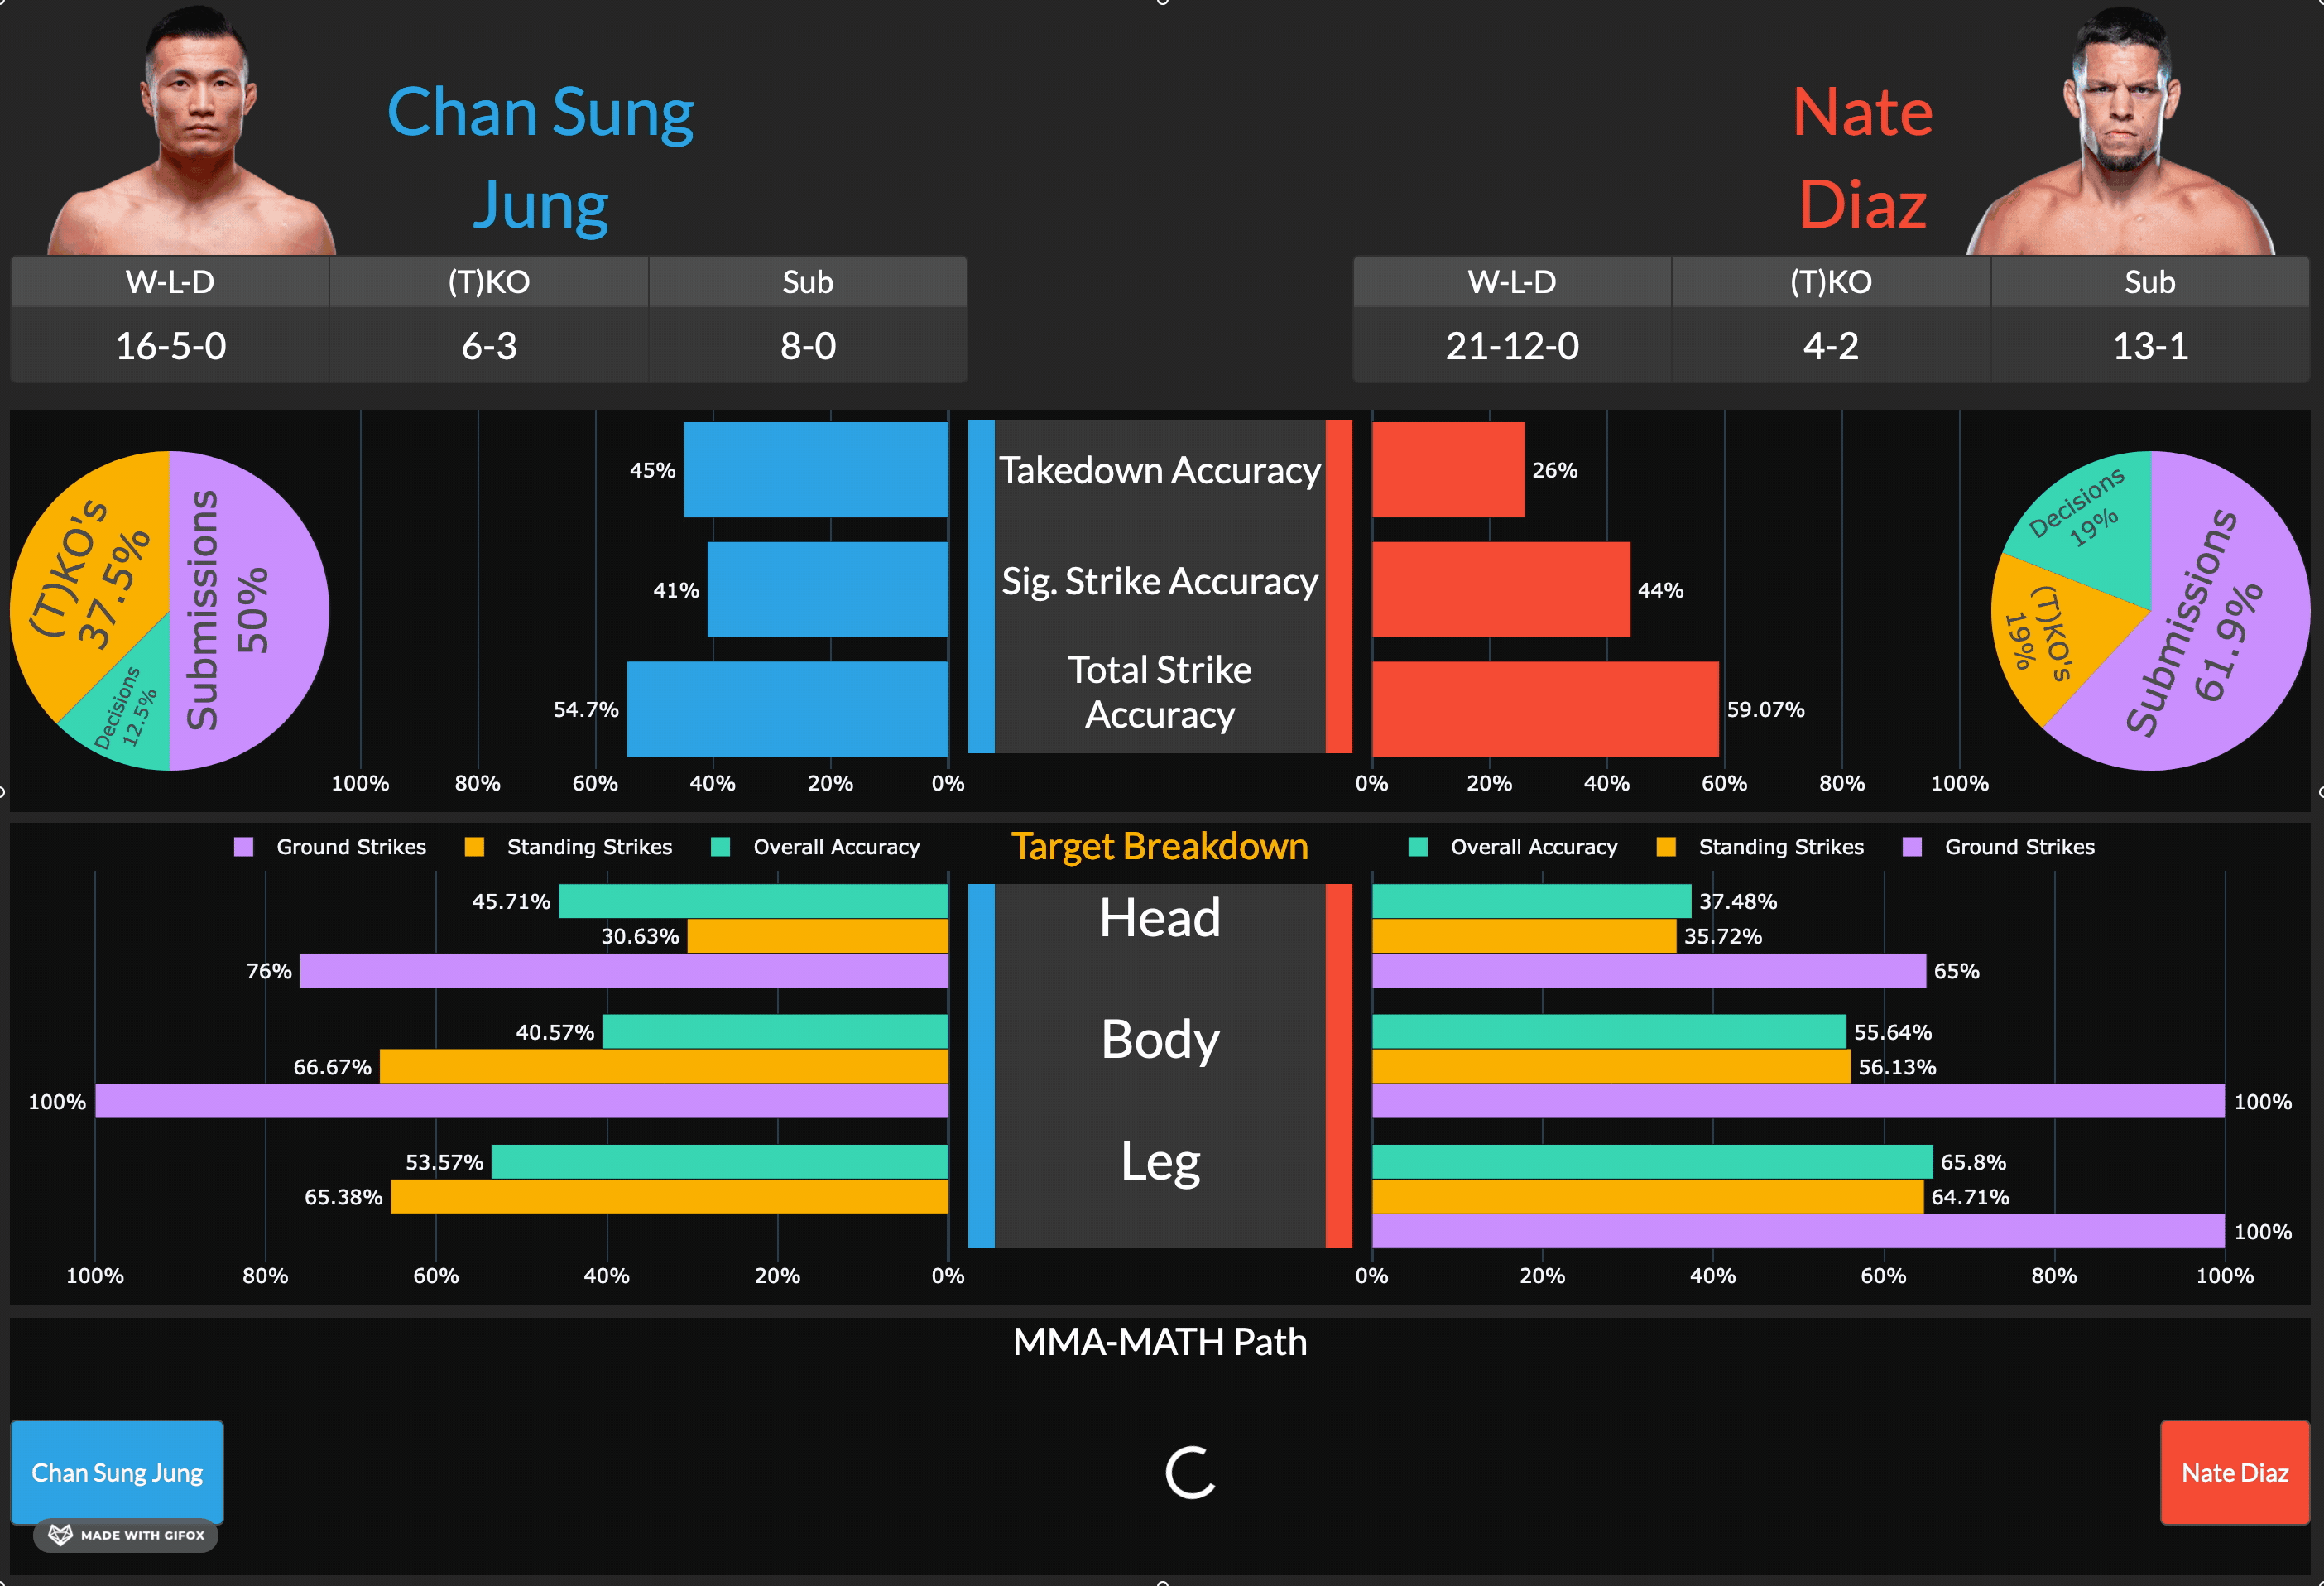 Chan Sung
Jung
Nate
Diaz
W-L-D (T)KO Sub
16-5-0 6-3 8-0
W-L-D (T)KO Sub
21-12-0 4-2 13-1
(T)KO's
37.5%
Submissions
50%
Decisions
12.5%
45%
41%
54.7%
100% 80% 60% 40% 20% 0%
Takedown Accuracy
Sig. Strike Accuracy
Total Strike
Accuracy
26%
44%
59.07%
0% 20% 40% 60% 80% 100%
Decisions
19%
(T)KO's
19%
Submissions
61.9%
Target Breakdown
Ground Strikes Standing Strikes Overall Accuracy
45.71%
30.63%
76%
40.57%
66.67%
100%
53.57%
65.38%
100% 80% 60% 40% 20% 0%
Head
Body
Leg
Overall Accuracy Standing Strikes Ground Strikes
37.48%
35.72%
65%
55.64%
56.13%
100%
65.8%
64.71%
100%
0% 20% 40% 60% 80% 100%
MMA-MATH Path
Chan Sung Jung
Nate Diaz
MADE WITH GIFOX